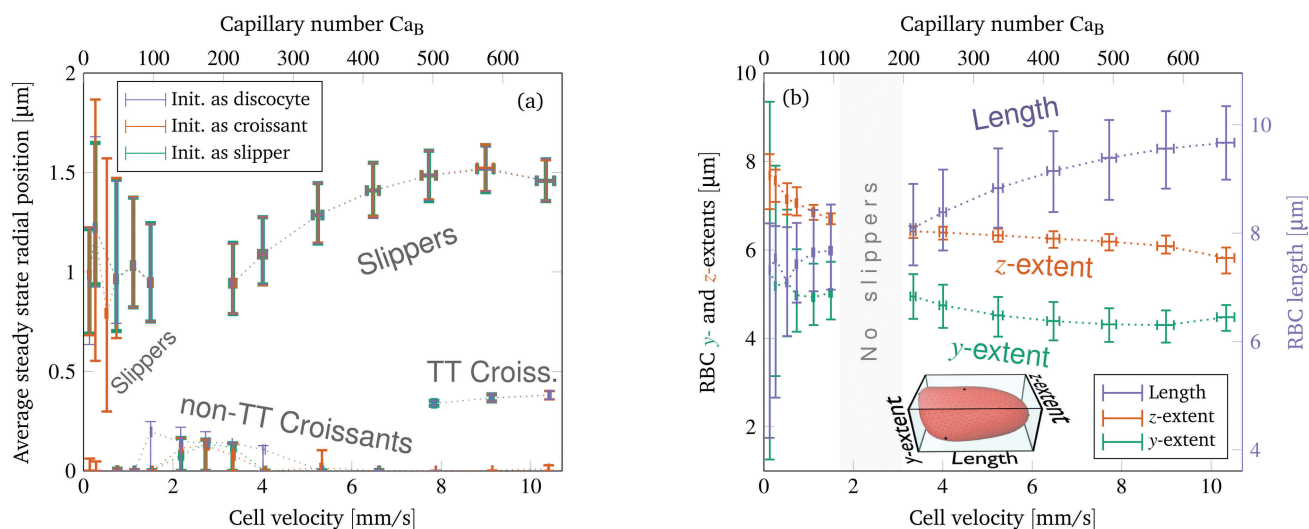 Capillary number CaB
0 100 200 300 400 500 600
2
1.5
1
0.5
0
Average steady state radial position [µm]
Init. as discocyte
Init. as croissant
Init. as slipper
(a)
Slippers
Slippers
TT Croiss.
non-TT Croissants
0 2 4 6 8 10
Cell velocity [mm/s]
Capillary number CaB
0 100 200 300 400 500 600
10
8
6
4
2
RBC y- and z-extents [µm]
(b)
Length
No slippers
z-extent
y-extent
10
8
6
4
RBC length [µm]
z-extent
y-extent
Length
Length
z-extent
y-extent
0 2 4 6 8 10
Cell velocity [mm/s]